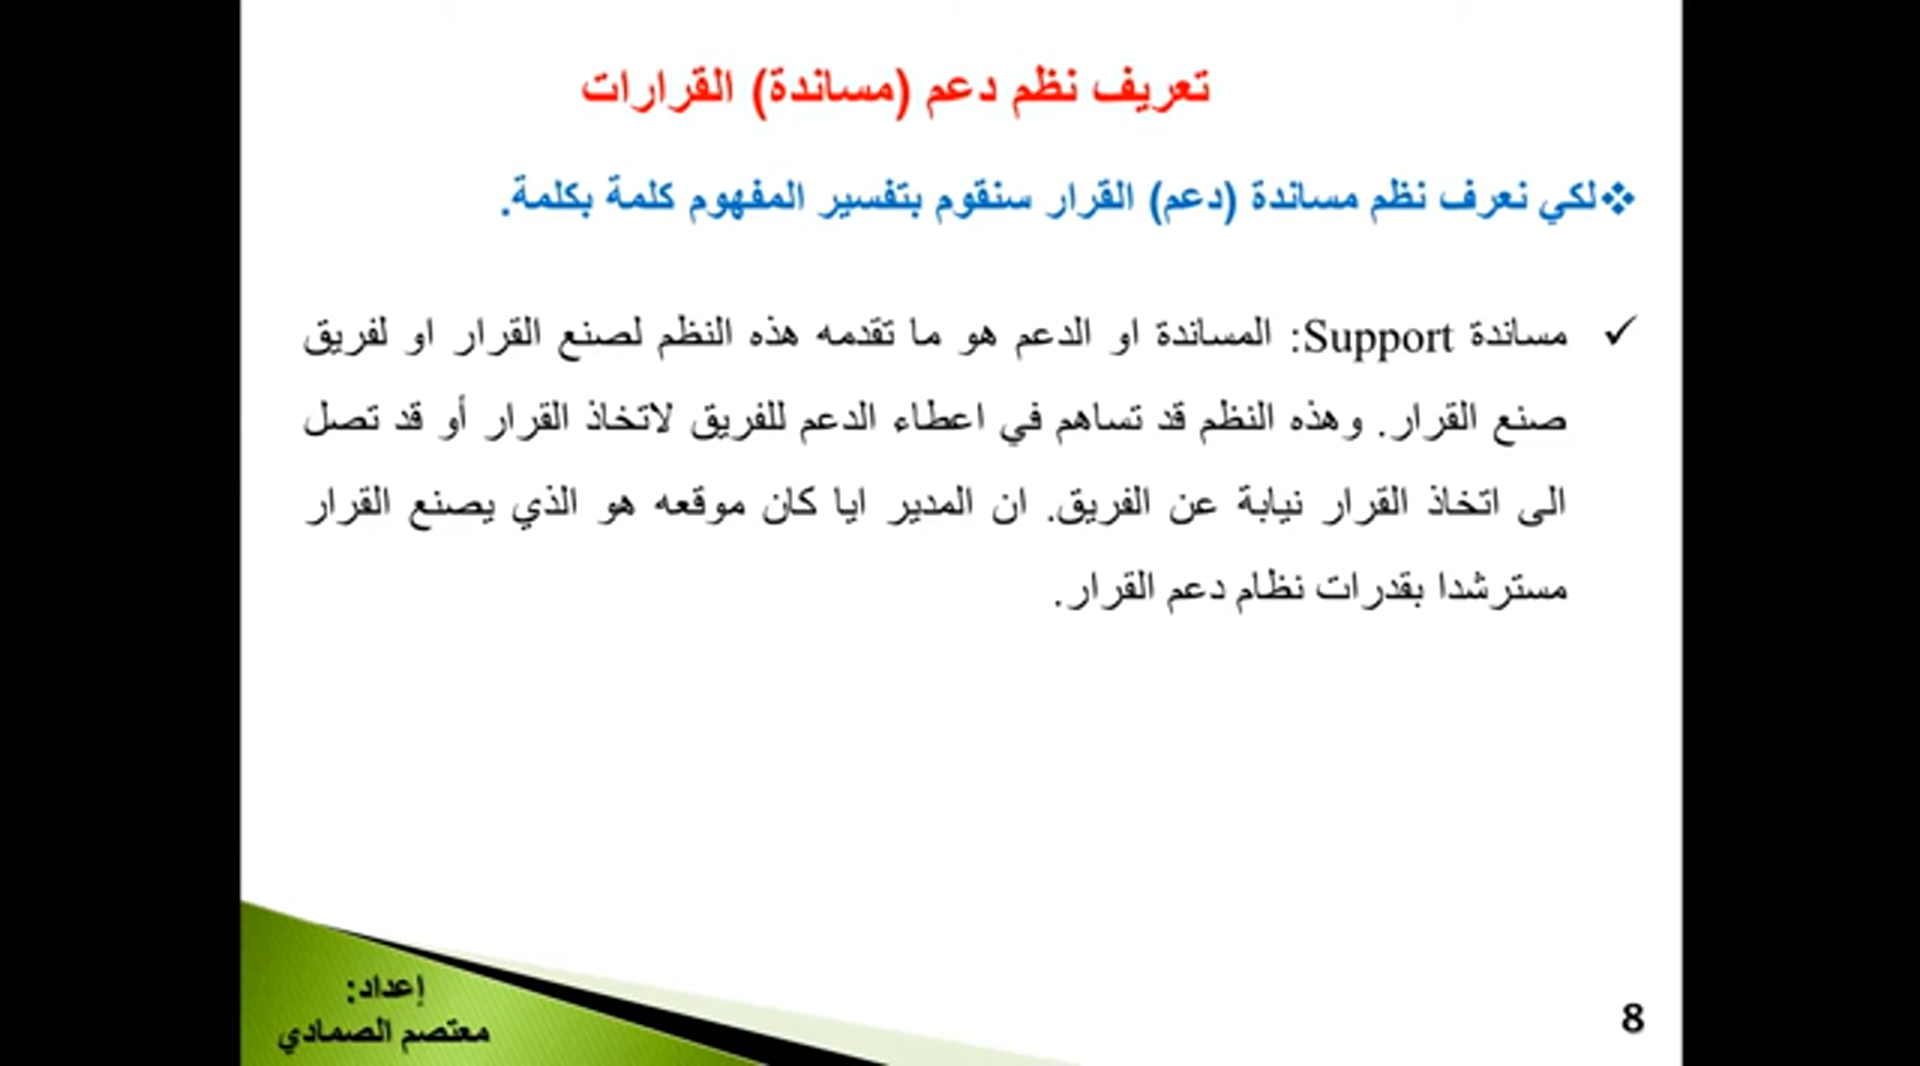 تعريف نظم دعم (مساندة) القرارات
❖لكي نعرف نظم مساندة (دعم) القرار سنقوم بتفسير المفهوم كلمة بكلمة.
✓ مساندة Support: المساندة او الدعم هو ما تقدمه هذه النظم لصنع القرار او لفريق
صنع القرار. وهذه النظم قد تساهم في اعطاء الدعم للفريق لاتخاذ القرار أو قد تصل
الى اتخاذ القرار نيابة عن الفريق. ان المدير ايا كان موقعه هو الذي يصنع القرار
مسترشدا بقدرات نظام دعم القرار.
إعداد:
معتصم الصمادي
8